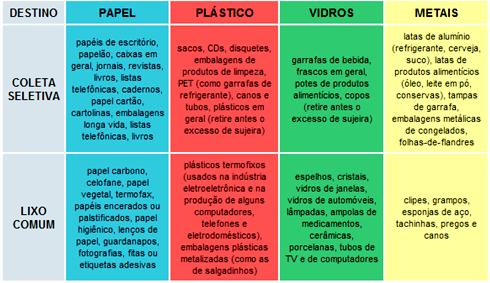 DESTINO PAPEL PLÁSTICO VIDROS METAIS
COLETA
SELETIVA
papéis de escritório,
papelão, caixas em
geral, jornais, revistas,
livros, listas
telefônicas, cadernos,
papel cartão,
cartolinas, embalagens
longa vida, listas
telefônicas, livros
sacos, CDs, disquetes,
embalagens de
produtos de limpeza,
PET (como garrafas de
refrigerante), canos e
tubos, plásticos em
geral (retire antes o
excesso de sujeira)
garrafas de bebida,
frascos em geral,
potes de produtos
alimentícios, copos
(retire antes o
excesso de sujeira)
latas de alumínio
(refrigerante, cerveja,
suco), latas de
produtos alimentícios
(óleo, leite em pó,
conservas), tampas
de garrafa,
embalagens metálicas
de congelados,
folhas-de-flandres
LIXO
COMUM
papel carbono,
celofane, papel
vegetal, termofax,
papéis encerados ou
palstificados, papel
higiênico, lenços de
papel, guardanapos,
fotografias, fitas ou
etiquetas adesivas
plásticos termofixos
(usados na indústria
eletroeletrônica e na
produção de alguns
computadores,
telefones e
eletrodomésticos),
embalagens plásticas
metalizadas (como as
de salgadinhos)
espelhos, cristais,
vidros de janelas,
vidros de automóveis,
lâmpadas, ampolas de
medicamentos,
cerâmicas,
porcelanas, tubos de
TV e de computadores
clipes, grampos,
esponjas de aço,
tachinhas, pregos e
canos